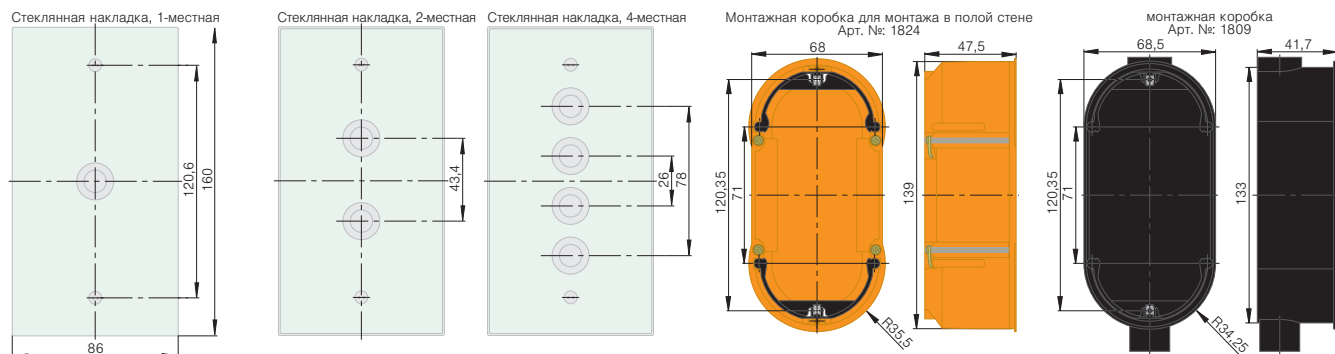 Стеклянная накладка, 1-местная
120,6
160
86
Стеклянная накладка, 2-местная
43,4
Стеклянная накладка, 4-местная
26
78
Монтажная коробка для монтажа в полой стене
Арт. №: 1824
68
47,5
120,35
71
139
R35,5
монтажная коробка
Арт. №: 1809
68,5
41,7
120,35
71
133
R34,25